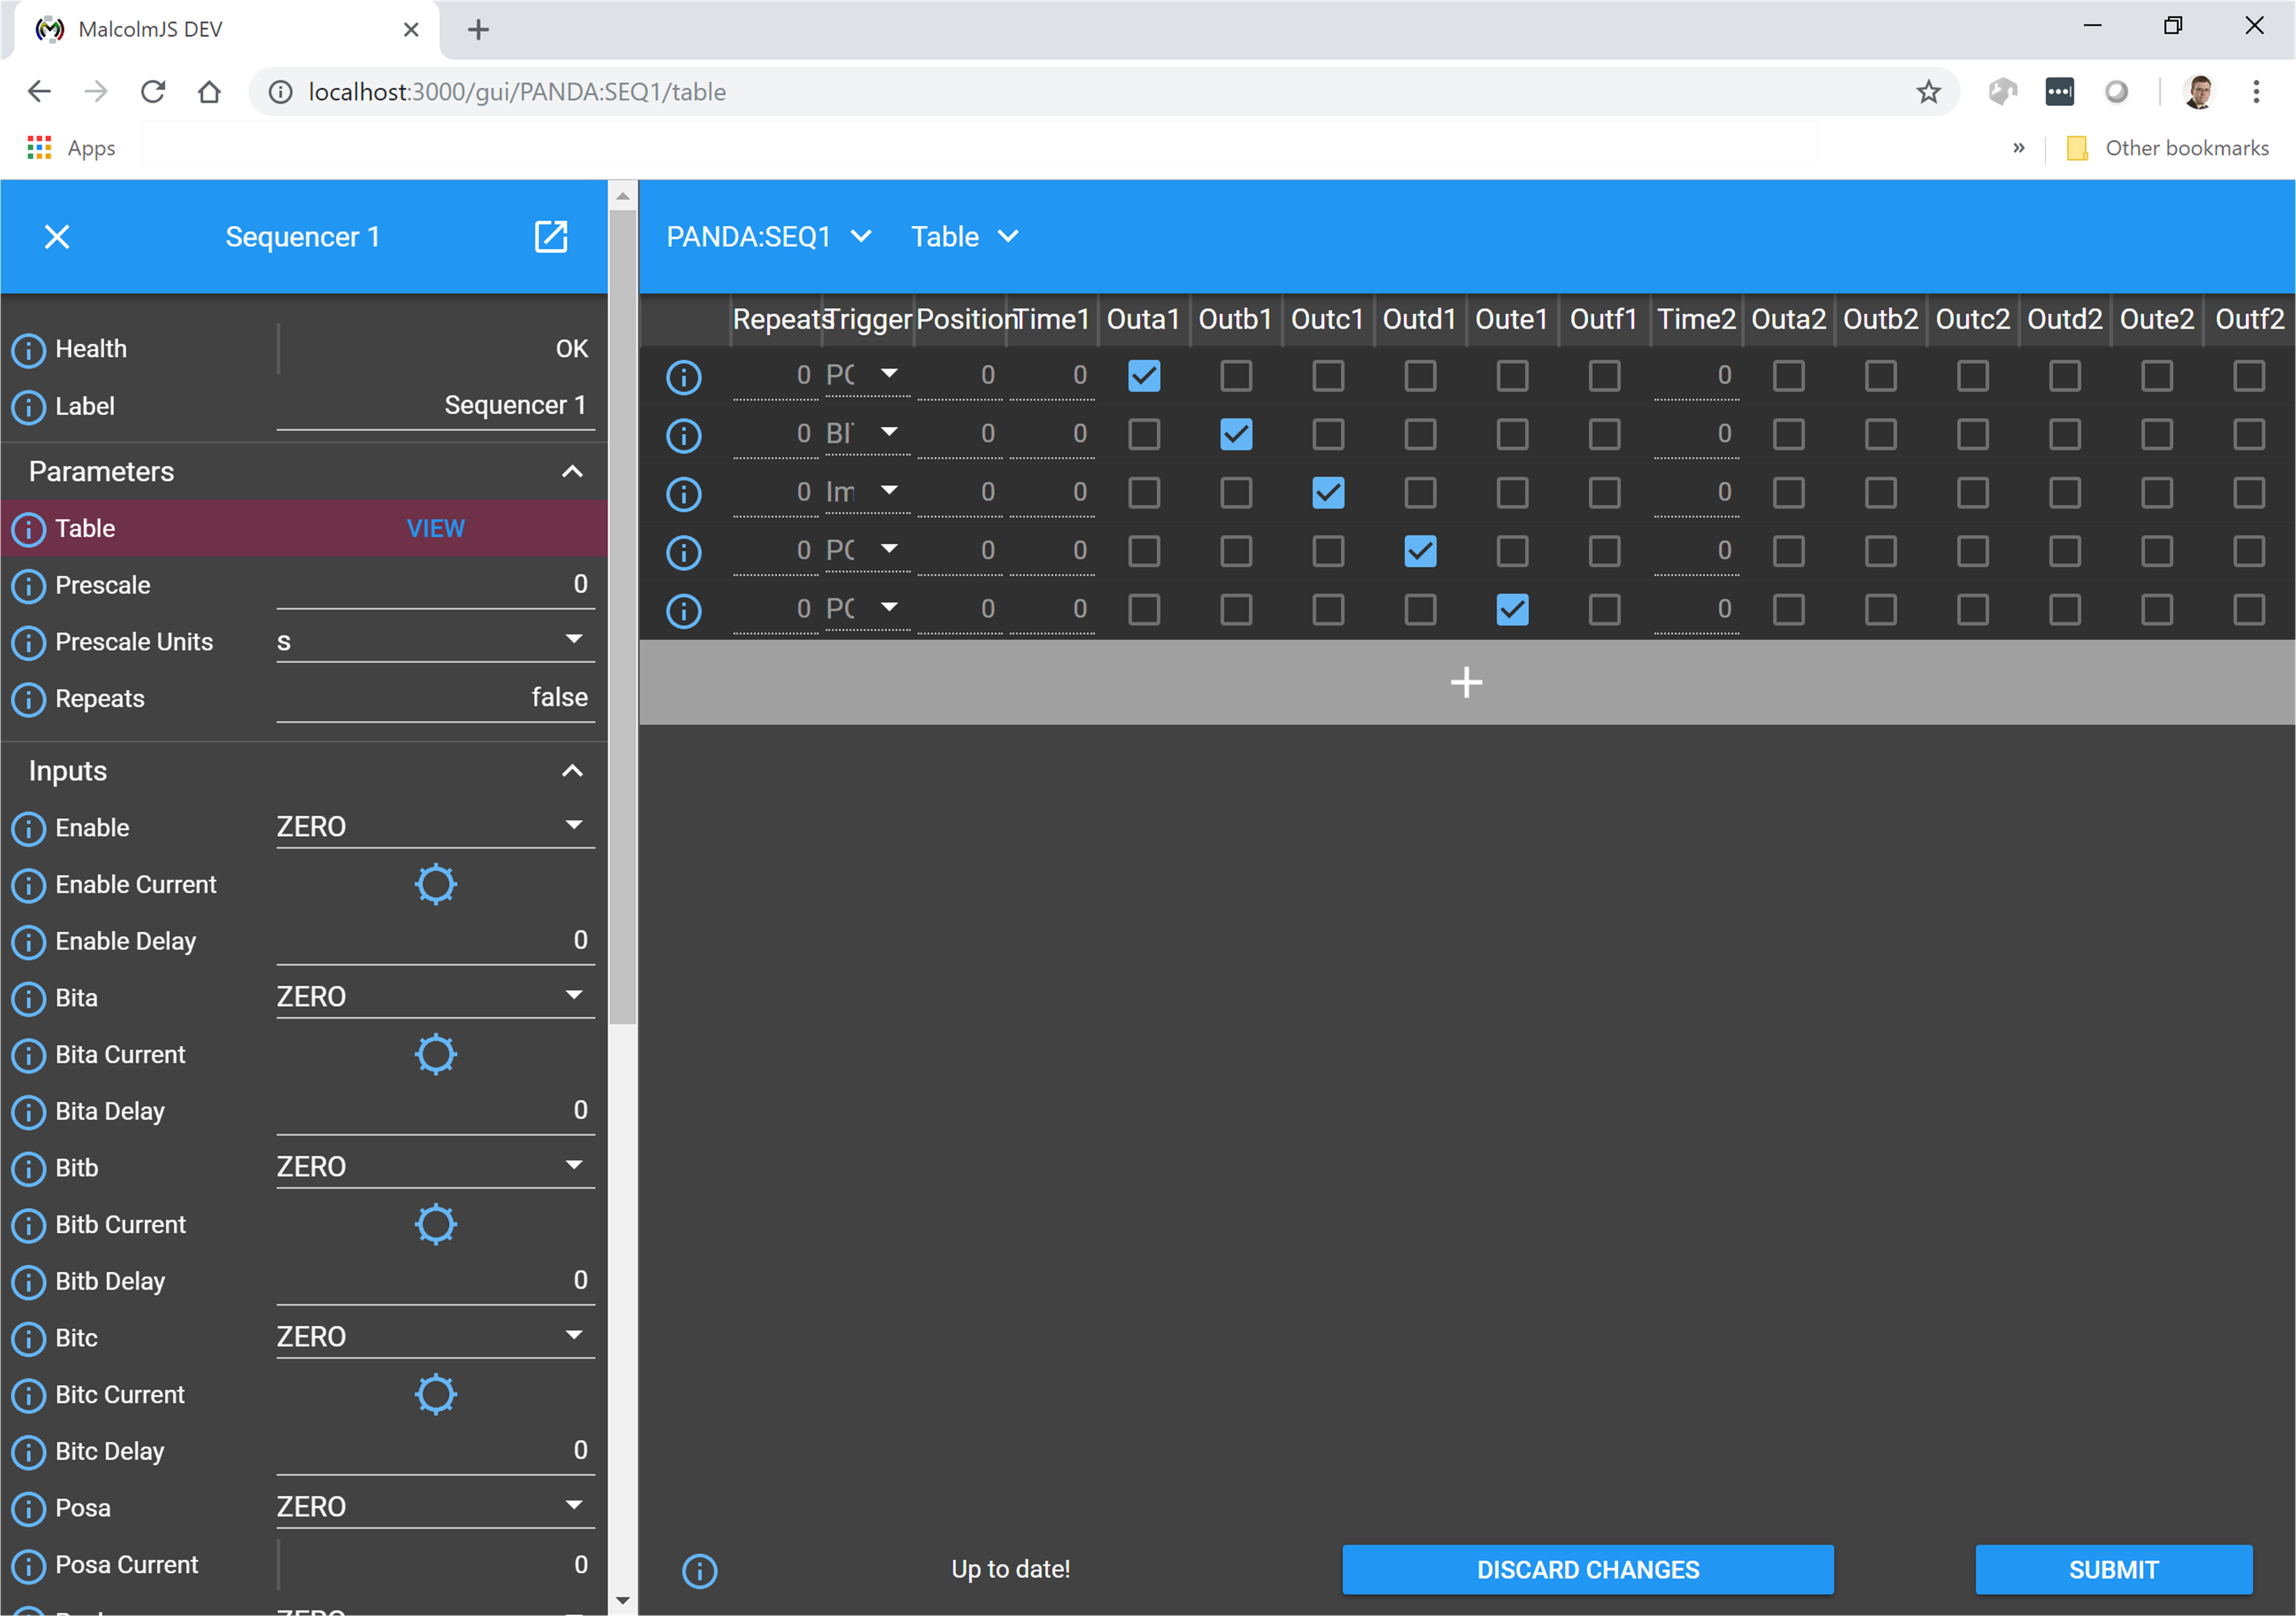 MalcolmJS DEV
localhost:3000/gui/PANDA:SEQ1/table
Apps
» Other bookmarks
Sequencer 1
PANDA:SEQ1 Table
Health OK
Label Sequencer 1
Parameters
Table VIEW
Prescale 0
Prescale Units s
Repeats false
Inputs
Enable ZERO
Enable Current
Enable Delay 0
Bita ZERO
Bita Current
Bita Delay 0
Bitb ZERO
Bitb Current
Bitb Delay 0
Bitc ZERO
Bitc Current
Bitc Delay 0
Posa ZERO
Posa Current 0
Repeats Trigger Position Time1 Outa1 Outb1 Outc1 Outd1 Oute1 Outf1 Time2 Outa2 Outb2 Outc2 Outd2 Oute2 Outf2
0 PO 0 0 0
0 BI 0 0 0
0 Im 0 0 0
0 PO 0 0 0
0 PO 0 0 0
Up to date! DISCARD CHANGES SUBMIT